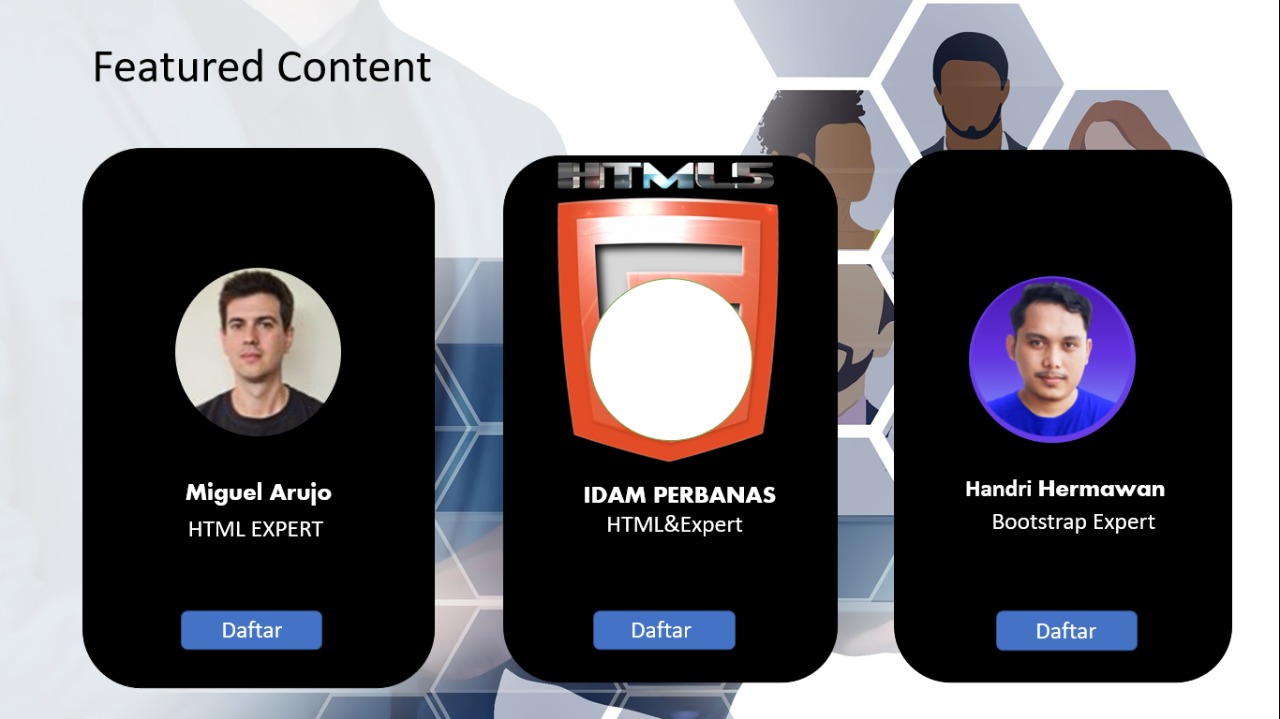 Featured Content
HTML5
Miguel Arujo
HTML EXPERT
Daftar
IDAM PERBANAS
HTML&Expert
Daftar
Handri Hermawan
Bootstrap Expert
Daftar